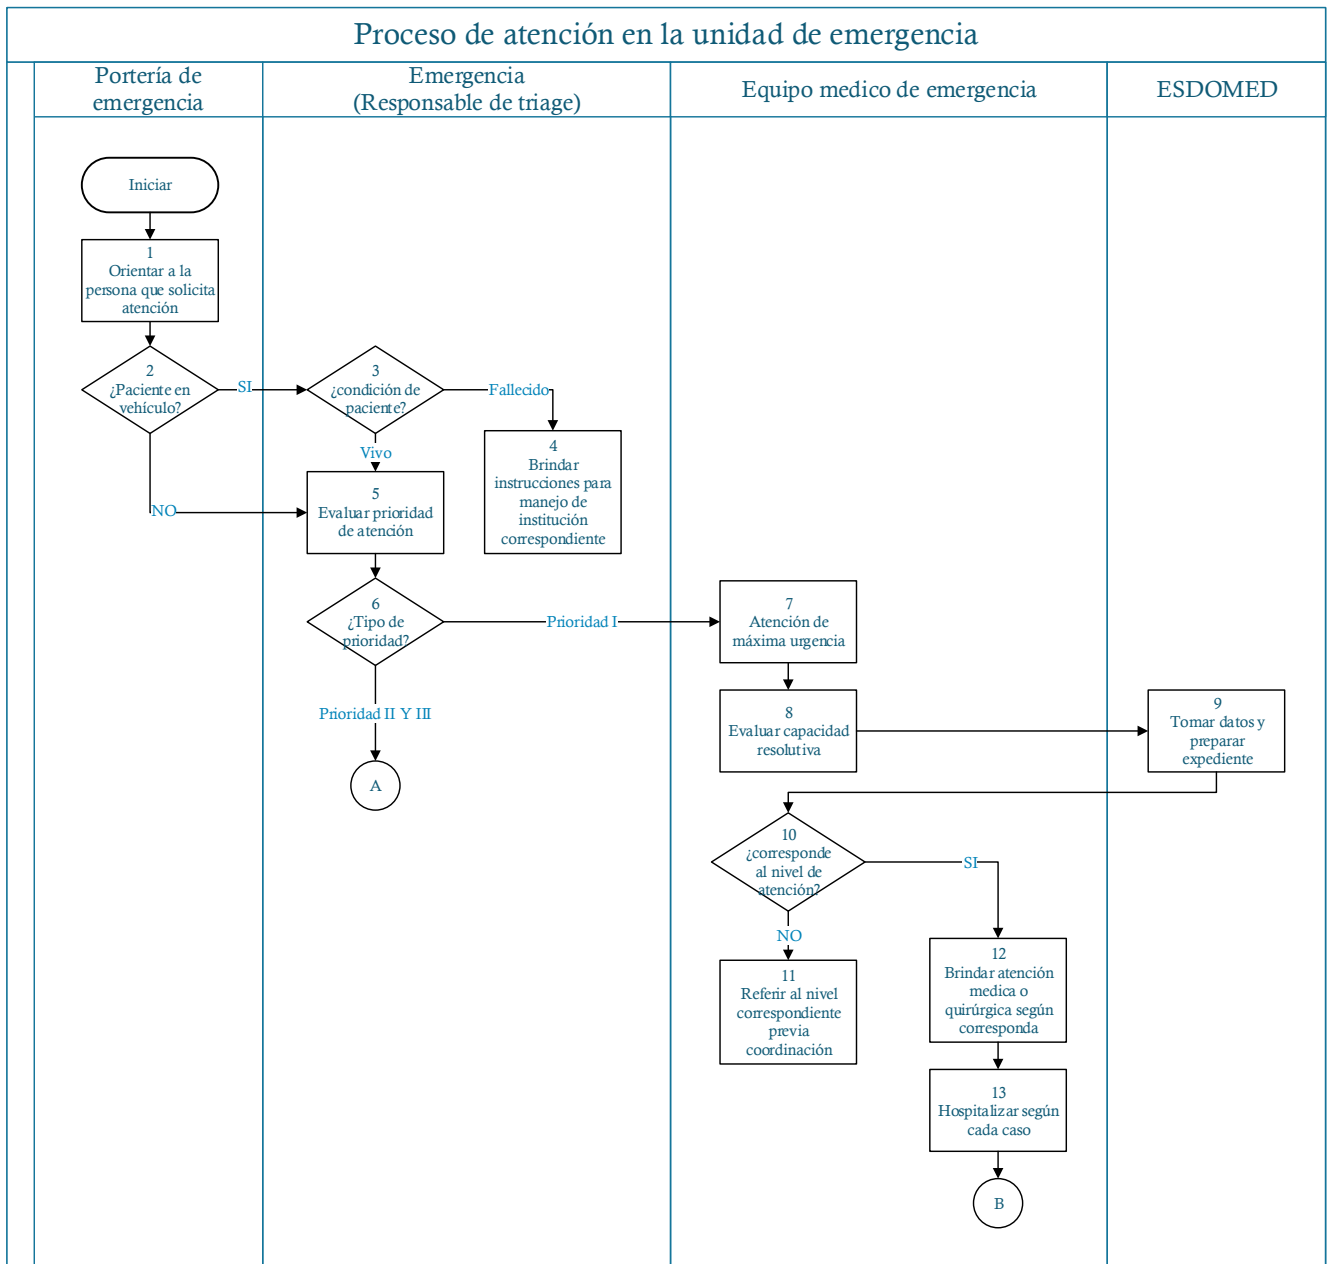 Proceso de atención en la unidad de emergencia
Portería de
emergencia
Emergencia
(Responsable de triage)
Equipo medico de emergencia
ESDOMED
Iniciar
1
Orientar a la
persona que solicita
atención
2
¿Paciente en
vehículo?
SI
3
¿condición de
paciente?
Fallecido
4
Brindar
instrucciones para
manejo de
institución
correspondiente
Vivo
NO
5
Evaluar prioridad
de atención
6
¿Tipo de
prioridad?
Prioridad I
Prioridad II Y III
A
7
Atención de
máxima urgencia
8
Evaluar capacidad
resolutiva
9
Tomar datos y
preparar
expediente
10
¿corresponde
al nivel de
atención?
SI
NO
11
Referir al nivel
correspondiente
previa
coordinación
12
Brindar atención
medica o
quirúrgica según
corresponda
13
Hospitalizar según
cada caso
B